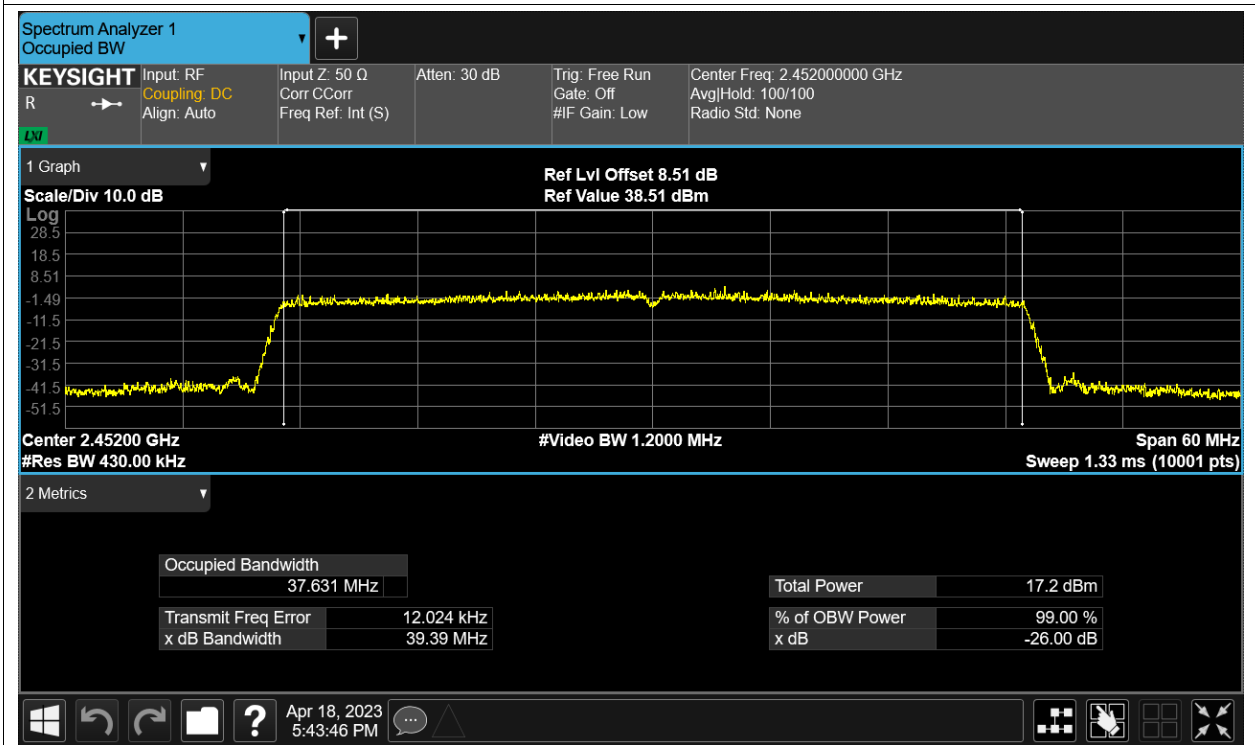 Spectrum Analyzer 1
Occupied BW
KEYSIGHT
R
LXI
Input: RF
Coupling: DC
Align: Auto
Input Z: 50 Ω
Corr CCorr
Freq Ref: Int (S)
Atten: 30 dB
Trig: Free Run
Gate: Off
#IF Gain: Low
Center Freq: 2.452000000 GHz
Avg|Hold: 100/100
Radio Std: None
1 Graph
Scale/Div 10.0 dB
Ref Lvl Offset 8.51 dB
Ref Value 38.51 dBm
Log
28.5
18.5
8.51
-1.49
-11.5
-21.5
-31.5
-41.5
-51.5
Center 2.45200 GHz
#Video BW 1.2000 MHz
Span 60 MHz
#Res BW 430.00 kHz
Sweep 1.33 ms (10001 pts)
2 Metrics
Occupied Bandwidth
37.631 MHz
Transmit Freq Error 12.024 kHz
x dB Bandwidth 39.39 MHz
Total Power 17.2 dBm
% of OBW Power 99.00 %
x dB -26.00 dB
?
Apr 18, 2023
5:43:46 PM